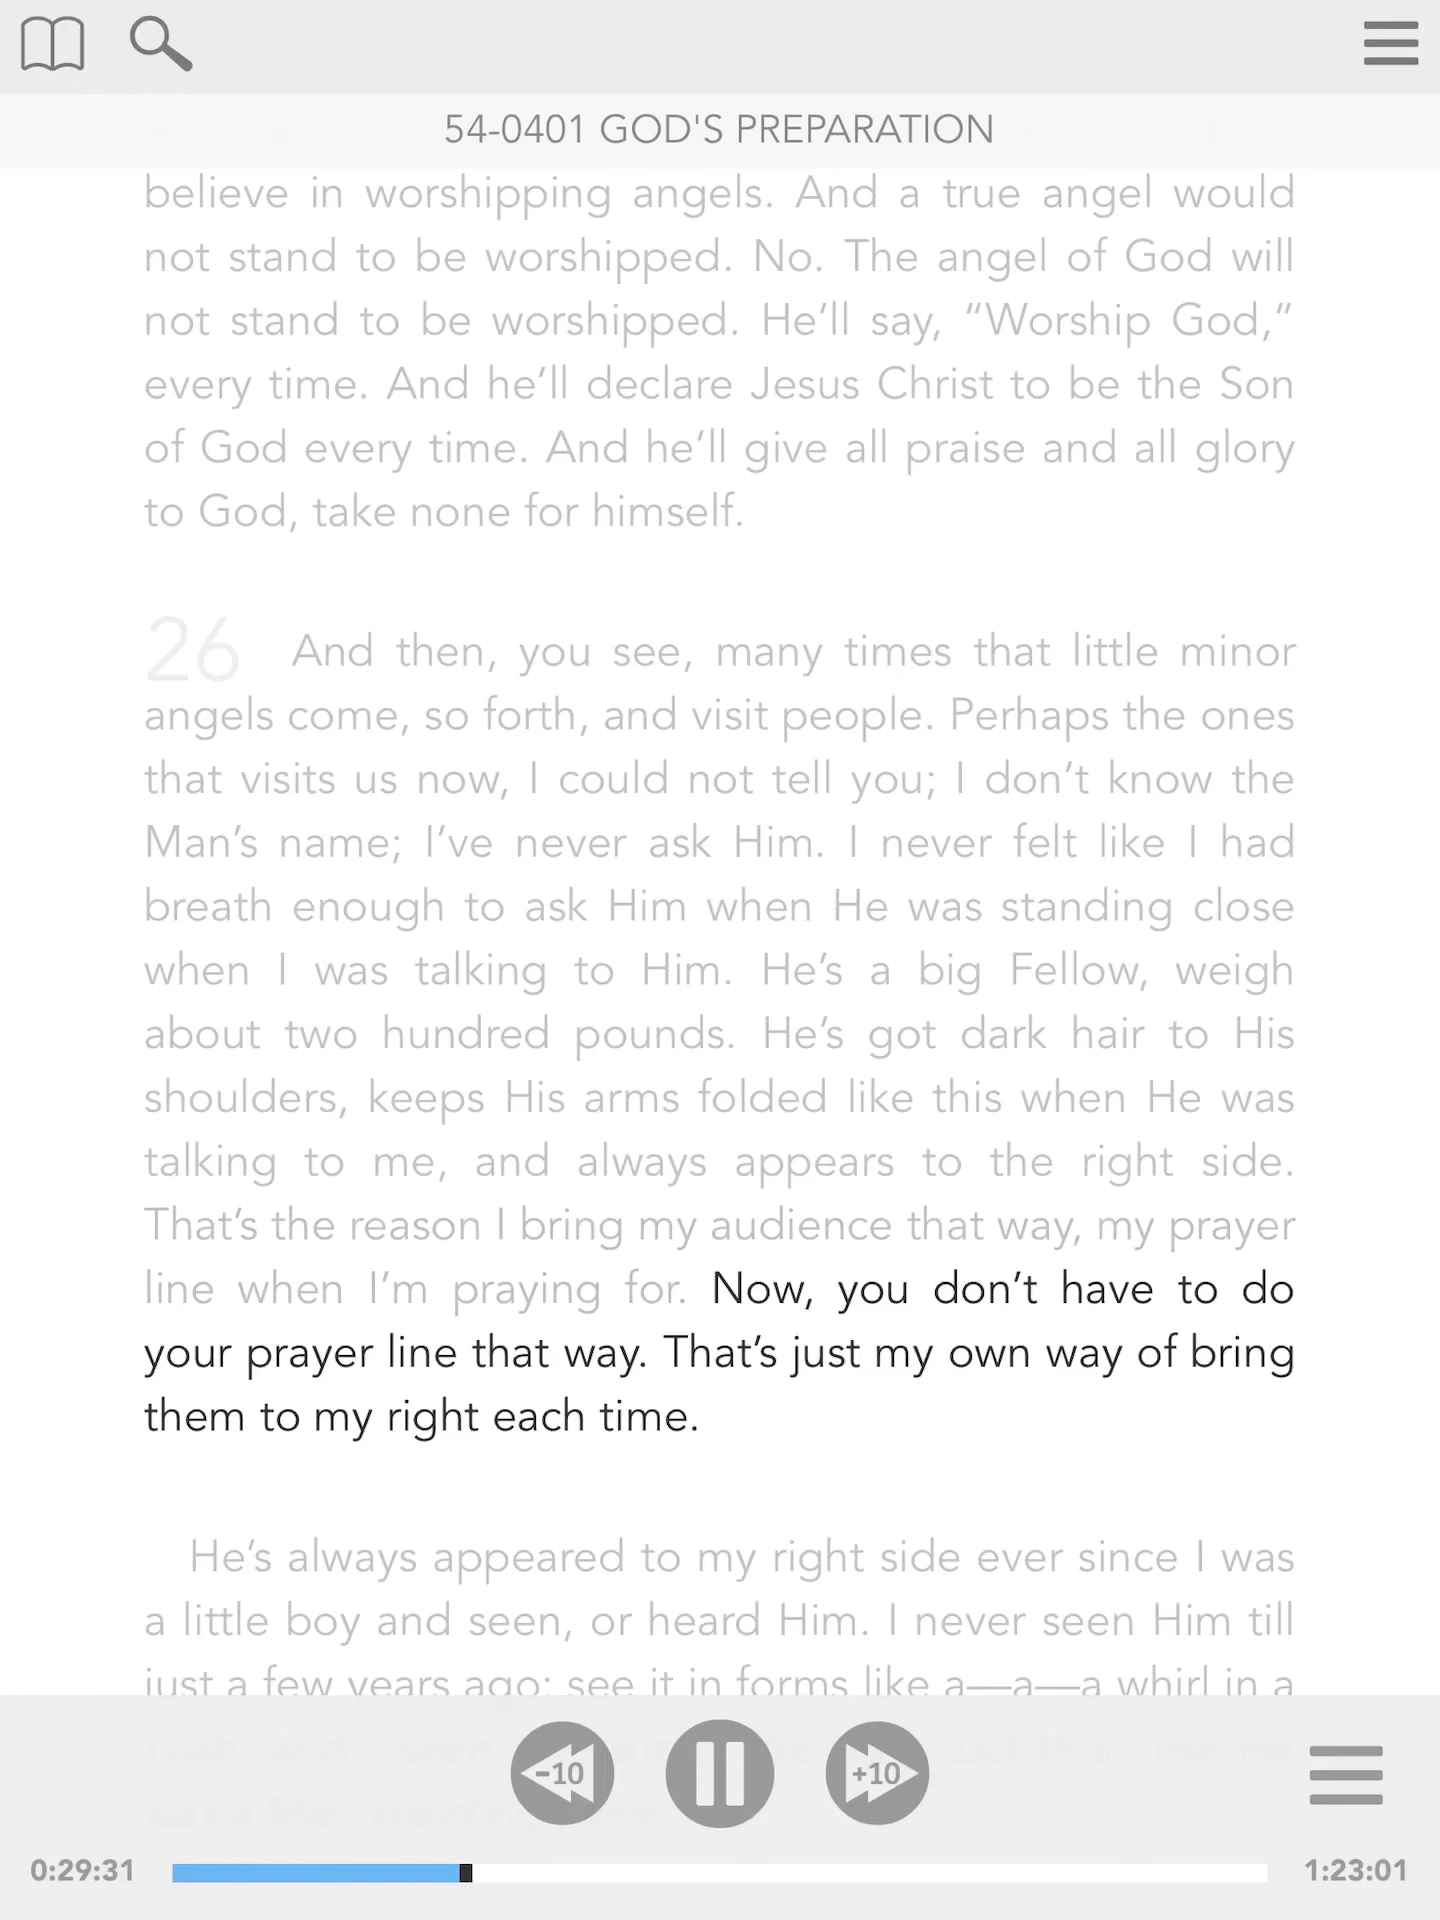 54-0401 GOD'S PREPARATION
believe in worshipping angels. And a true angel would
not stand to be worshipped. No. The angel of God will
not stand to be worshipped. He’ll say, “Worship God,”
every time. And he’ll declare Jesus Christ to be the Son
of God every time. And he’ll give all praise and all glory
to God, take none for himself.
26 And then, you see, many times that little minor
angels come, so forth, and visit people. Perhaps the ones
that visits us now, I could not tell you; I don’t know the
Man’s name; I’ve never ask Him. I never felt like I had
breath enough to ask Him when He was standing close
when I was talking to Him. He’s a big Fellow, weigh
about two hundred pounds. He’s got dark hair to His
shoulders, keeps His arms folded like this when He was
talking to me, and always appears to the right side.
That’s the reason I bring my audience that way, my prayer
line when I’m praying for. Now, you don’t have to do
your prayer line that way. That’s just my own way of bring
them to my right each time.
He’s always appeared to my right side ever since I was
a little boy and seen, or heard Him. I never seen Him till
just a few years ago; see it in forms like a—a—a whirl in a
-10 +10
0:29:31 1:23:01